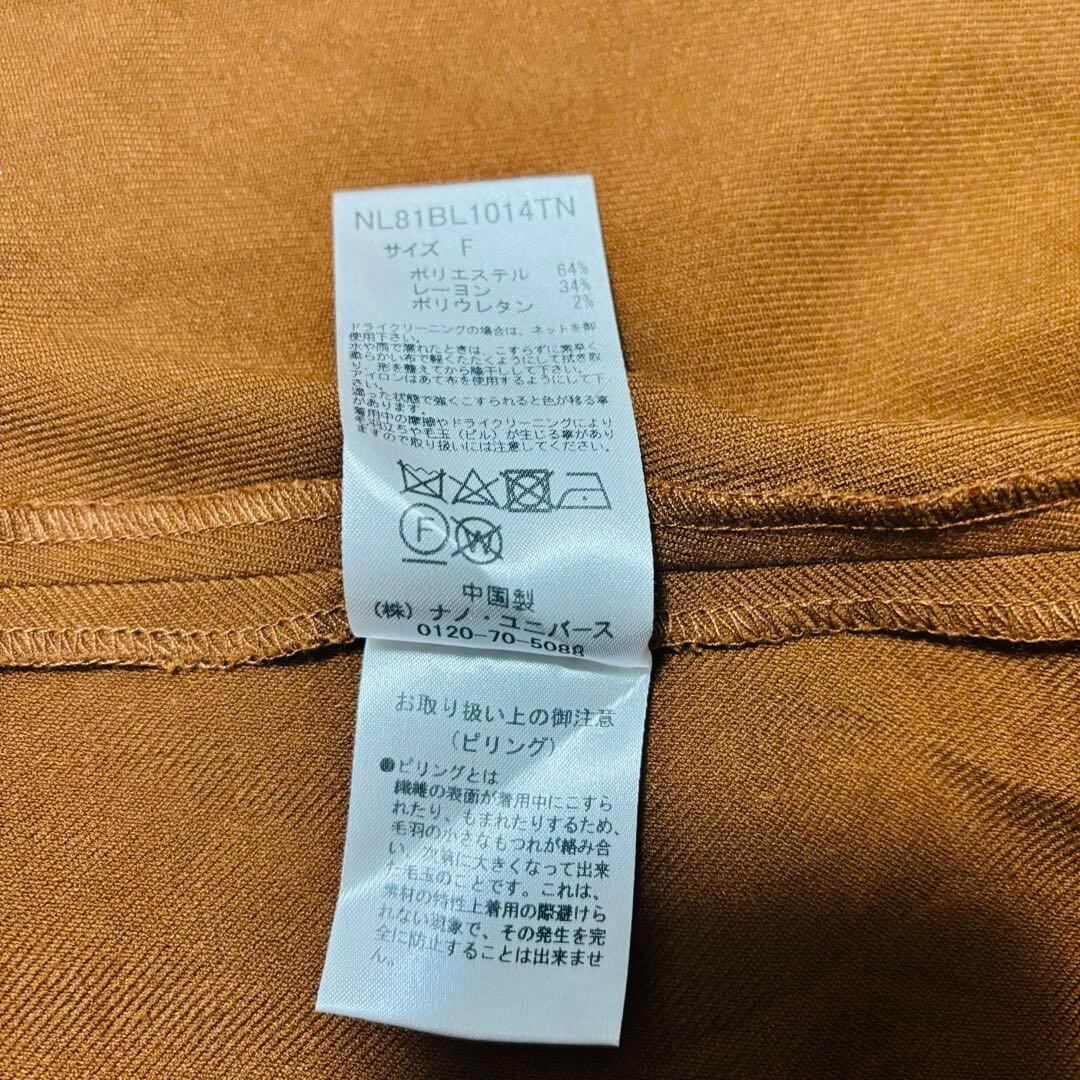 NL81BL1014TN
サイズ F
ポリエステル 64%
レーヨン 34%
ポリウレタン 2%
ドライクリーニングの場合は、ネットを御
使用下さい。
水や雨で濡れたときは、こすらずに素早く
柔らかい布で軽くたたくようにして拭き取
り、形を整えてから陰干しして下さい。
アイロンはあて布を使用するようにして下
さい。
湿った状態で強くこすられると色が移る事
があります。
着用中の摩擦やドライクリーニングにより
毛羽立ちや毛玉（ピル）が生じる事があり
ますので取り扱いには注意してください。
F
W
中国製
（株）ナノ・ユニバース
0120-70-5088
お取り扱い上の御注意
（ピリング）
●ピリングとは
繊維の表面が着用中にこすら
れたり、もまれたりするため、
毛羽の小さなもつれが絡み合
い、次第に大きくなって出来
た毛玉のことです。これは、
素材の特性上着用の際避けら
れない現象で、その発生を完
全に防止することは出来ませ
ん。